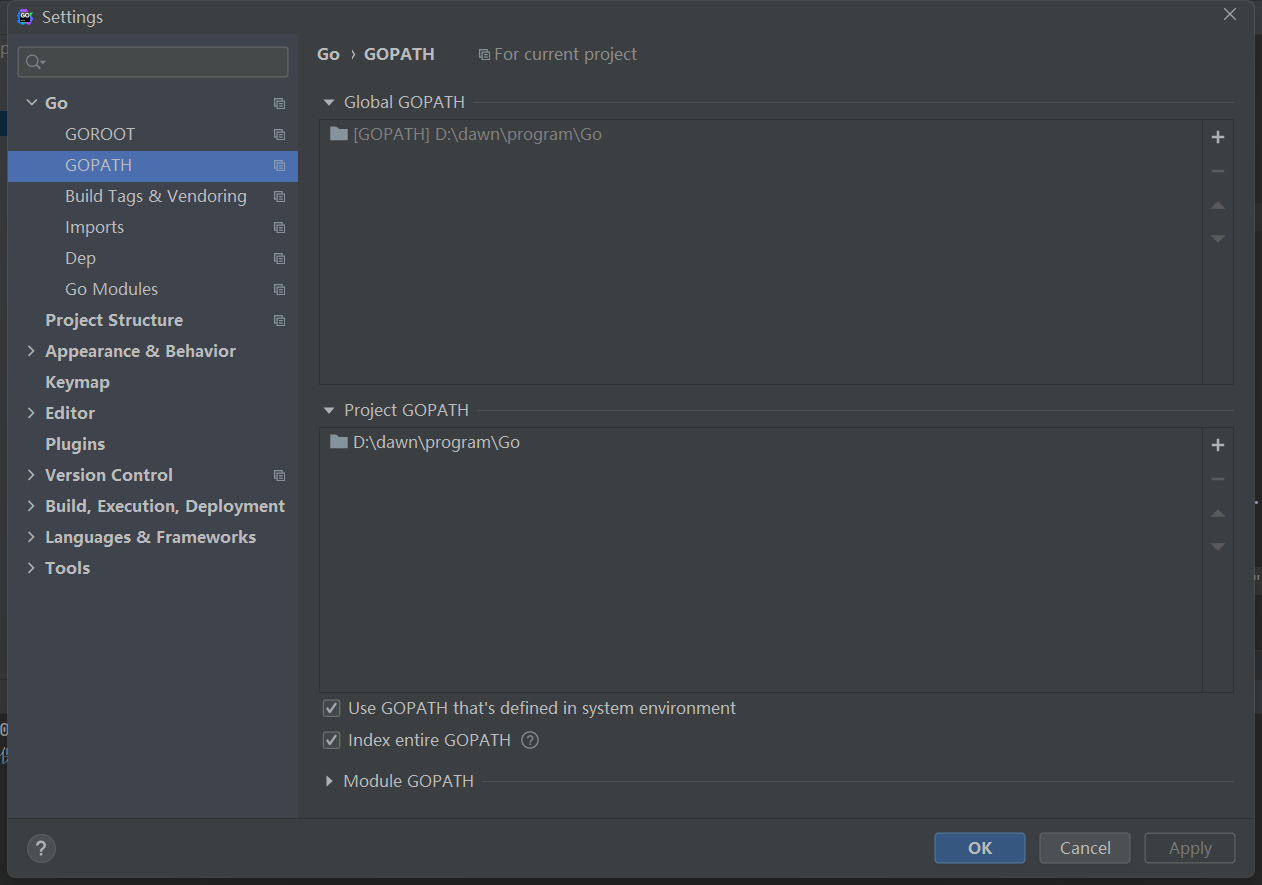 Settings
Go › GOPATH For current project
Go
GOROOT
GOPATH
Build Tags & Vendoring
Imports
Dep
Go Modules
Project Structure
Appearance & Behavior
Keymap
Editor
Plugins
Version Control
Build, Execution, Deployment
Languages & Frameworks
Tools
Global GOPATH
[GOPATH] D:\dawn\program\Go
Project GOPATH
D:\dawn\program\Go
Use GOPATH that's defined in system environment
Index entire GOPATH ?
Module GOPATH
? OK Cancel Apply